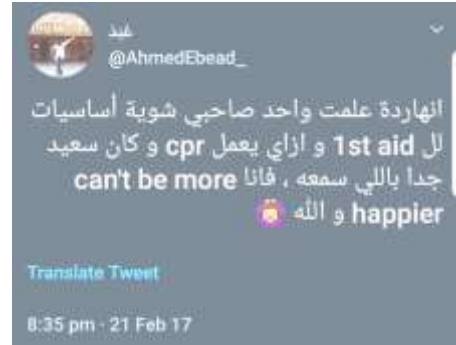 عبد
@AhmedEbead_
انهاردة علمت واحد صاحبي شوية أساسيات
لل 1st aid و ازاي يعمل cpr و كان سعيد
جدا باللي سمعه ، فانا can't be more
happier و الله
Translate Tweet
8:35 pm · 21 Feb 17